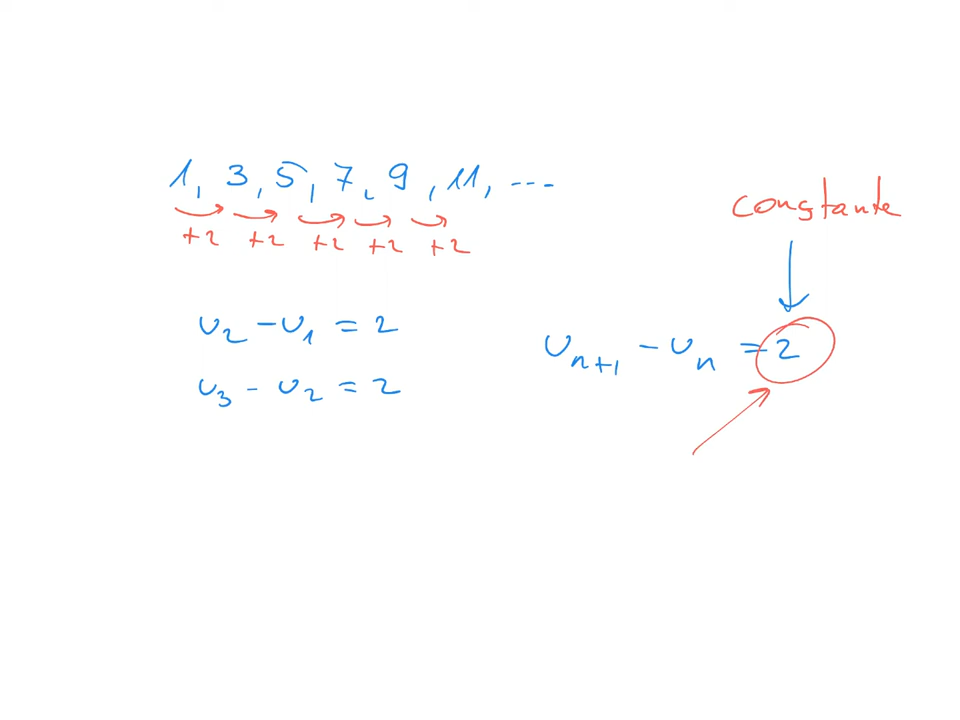 1, 3, 5, 7, 9, 11, ...
+2 +2 +2 +2 +2
constante
U₂ - U₁ = 2
Uₙ₊₁ - Uₙ = 2
U₃ - U₂ = 2